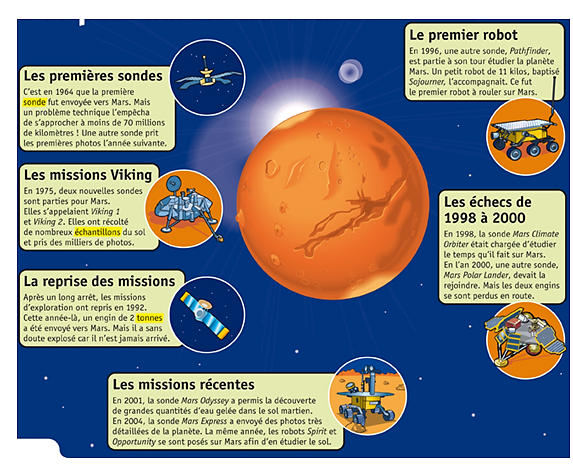 Les premières sondes
C'est en 1964 que la première
sonde fut envoyée vers Mars. Mais
un problème technique l'empêcha
de s'approcher à moins de 70 millions
de kilomètres ! Une autre sonde prit
les premières photos l'année suivante.
Les missions Viking
En 1975, deux nouvelles sondes
sont parties pour Mars.
Elles s'appelaient Viking 1
et Viking 2. Elles ont récolté
de nombreux échantillons du sol
et pris des milliers de photos.
La reprise des missions
Après un long arrêt, les missions
d'exploration ont repris en 1992.
Cette année-là, un engin de 2 tonnes
a été envoyé vers Mars. Mais il a sans
doute explosé car il n'est jamais arrivé.
Les missions récentes
En 2001, la sonde Mars Odyssey a permis la découverte
de grandes quantités d'eau gelée dans le sol martien.
En 2004, la sonde Mars Express a envoyé des photos très
détaillées de la planète. La même année, les robots Spirit et
Opportunity se sont posés sur Mars afin d'en étudier le sol.
Le premier robot
En 1996, une autre sonde, Pathfinder,
est partie à son tour étudier la planète
Mars. Un petit robot de 11 kilos, baptisé
Sojourner, l'accompagnait. Ce fut
le premier robot à rouler sur Mars.
Les échecs de
1998 à 2000
En 1998, la sonde Mars Climate
Orbiter était chargée d'étudier
le temps qu'il fait sur Mars.
En l'an 2000, une autre sonde,
Mars Polar Lander, devait la
rejoindre. Mais les deux engins
se sont perdus en route.